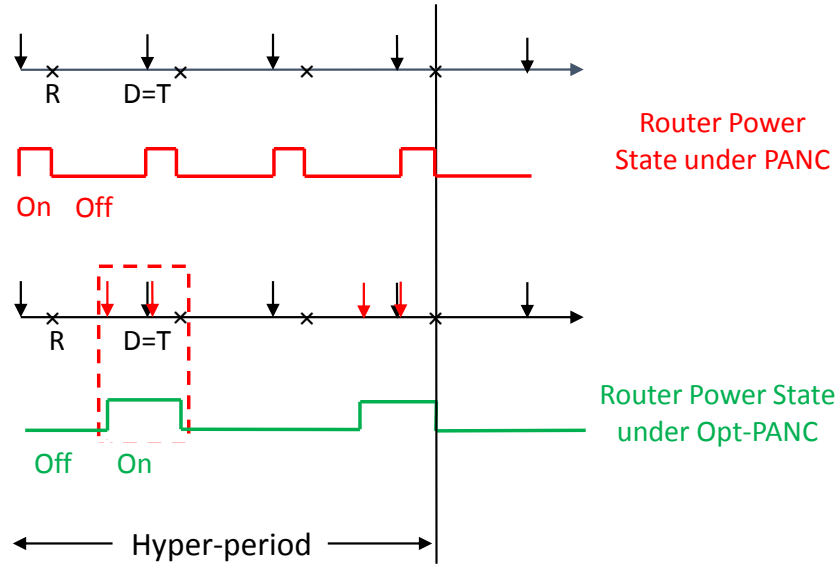 R D=T
Router Power
State under PANC
On Off
R D=T
Router Power State
under Opt-PANC
Off On
Hyper-period